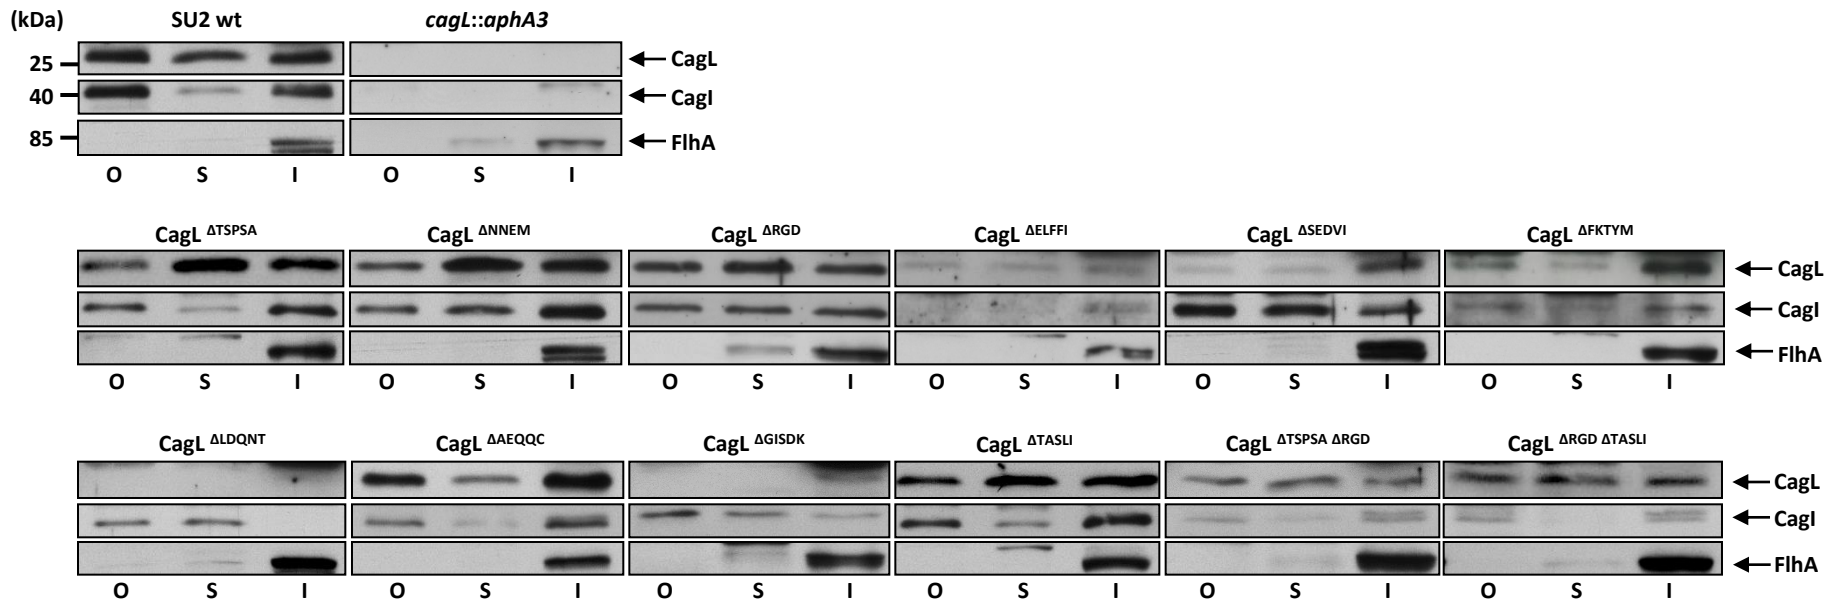 (kDa) SU2 wt cagL::aphA3
25 CagL
40 CagI
85 FlhA
O S I O S I
CagL ΔTSPSA CagL ΔNNEM CagL ΔRGD CagL ΔELFFI CagL ΔSEDVI CagL ΔFKTYM
CagL
CagI
FlhA
O S I O S I O S I O S I O S I O S I
CagL ΔLDQNT CagL ΔAEQQC CagL ΔGISDK CagL ΔTASLI CagL ΔTSPSA ΔRGD CagL ΔRGD ΔTASLI
CagL
CagI
FlhA
O S I O S I O S I O S I O S I O S I